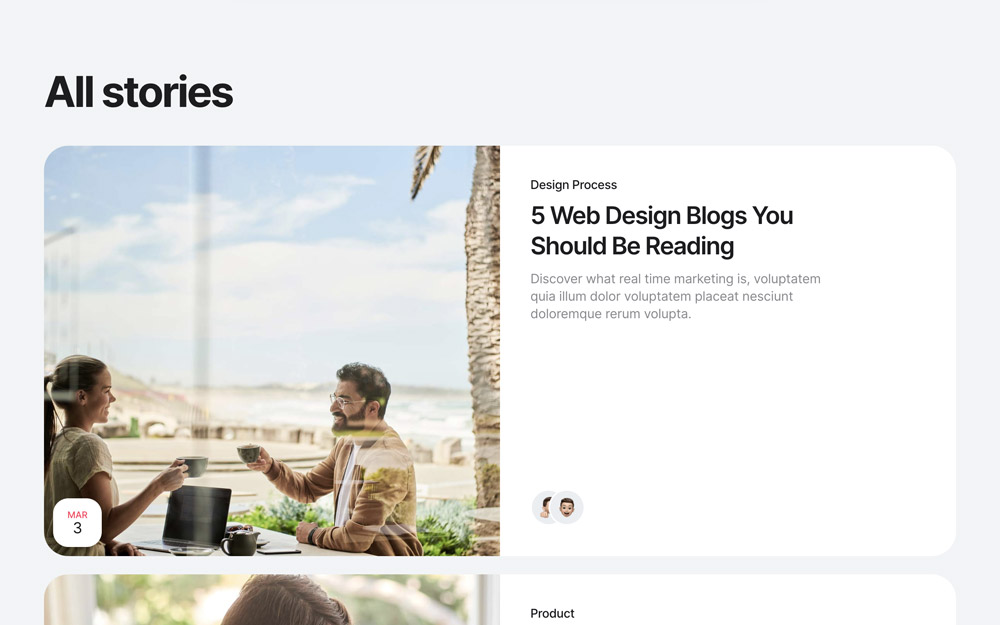 All stories
Design Process
5 Web Design Blogs You
Should Be Reading
Discover what real time marketing is, voluptatem
quia illum dolor voluptatem placeat nesciunt
doloremque rerum volupta.
MAR
3
Product